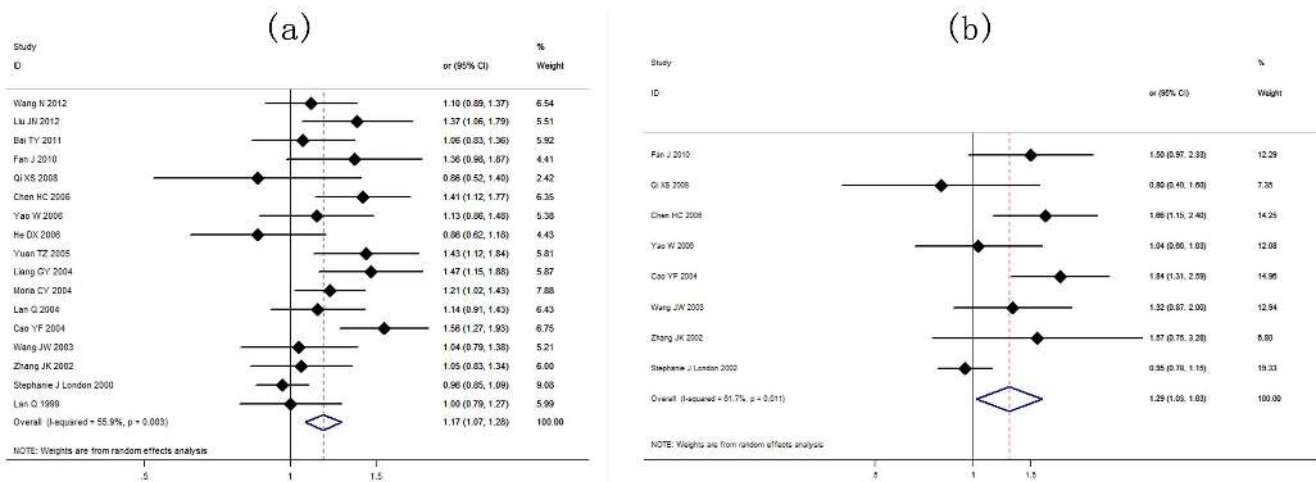 (a)
Study
%
ID or (95% CI) Weight
Wang N 2012 1.10 (0.89, 1.37) 6.54
Liu JN 2012 1.37 (1.06, 1.79) 5.51
Bai TY 2011 1.06 (0.83, 1.36) 5.92
Fan J 2010 1.36 (0.98, 1.87) 4.41
Qi XS 2008 0.86 (0.52, 1.40) 2.42
Chen HC 2006 1.41 (1.12, 1.77) 6.35
Yao W 2006 1.13 (0.86, 1.48) 5.38
He DX 2006 0.86 (0.62, 1.18) 4.43
Yuan TZ 2005 1.43 (1.12, 1.84) 5.81
Liang GY 2004 1.47 (1.15, 1.88) 5.87
Moria CY 2004 1.21 (1.02, 1.43) 7.88
Lan Q 2004 1.14 (0.91, 1.43) 6.43
Cao YF 2004 1.56 (1.27, 1.93) 6.75
Wang JW 2003 1.04 (0.79, 1.38) 5.21
Zhang JK 2002 1.05 (0.83, 1.34) 6.00
Stephanie J London 2000 0.96 (0.85, 1.09) 9.08
Lan Q 1999 1.00 (0.79, 1.27) 5.99
Overall (I-squared = 55.9%, p = 0.003) 1.17 (1.07, 1.28) 100.00
NOTE: Weights are from random effects analysis
.5 1 1.5
(b)
Study
%
ID or (95% CI) Weight
Fan J 2010 1.50 (0.97, 2.33) 12.29
Qi XS 2008 0.80 (0.40, 1.60) 7.35
Chen HC 2006 1.66 (1.15, 2.40) 14.25
Yao W 2006 1.04 12.08
Cao YF 2004 1.84 (1.31, 2.59) 14.96
Wang JW 2003 1.32 (0.87, 2.00) 12.94
Zhang JK 2002 3.28)
Stephanie J London 2002 0.95 (0.78, 1.15) 19.33
Overall (I-squared = 61.7%, p = 0.011) 1.29 (1.03, 100.00
NOTE: Weights are from random effects analysis
.5 1 1.5